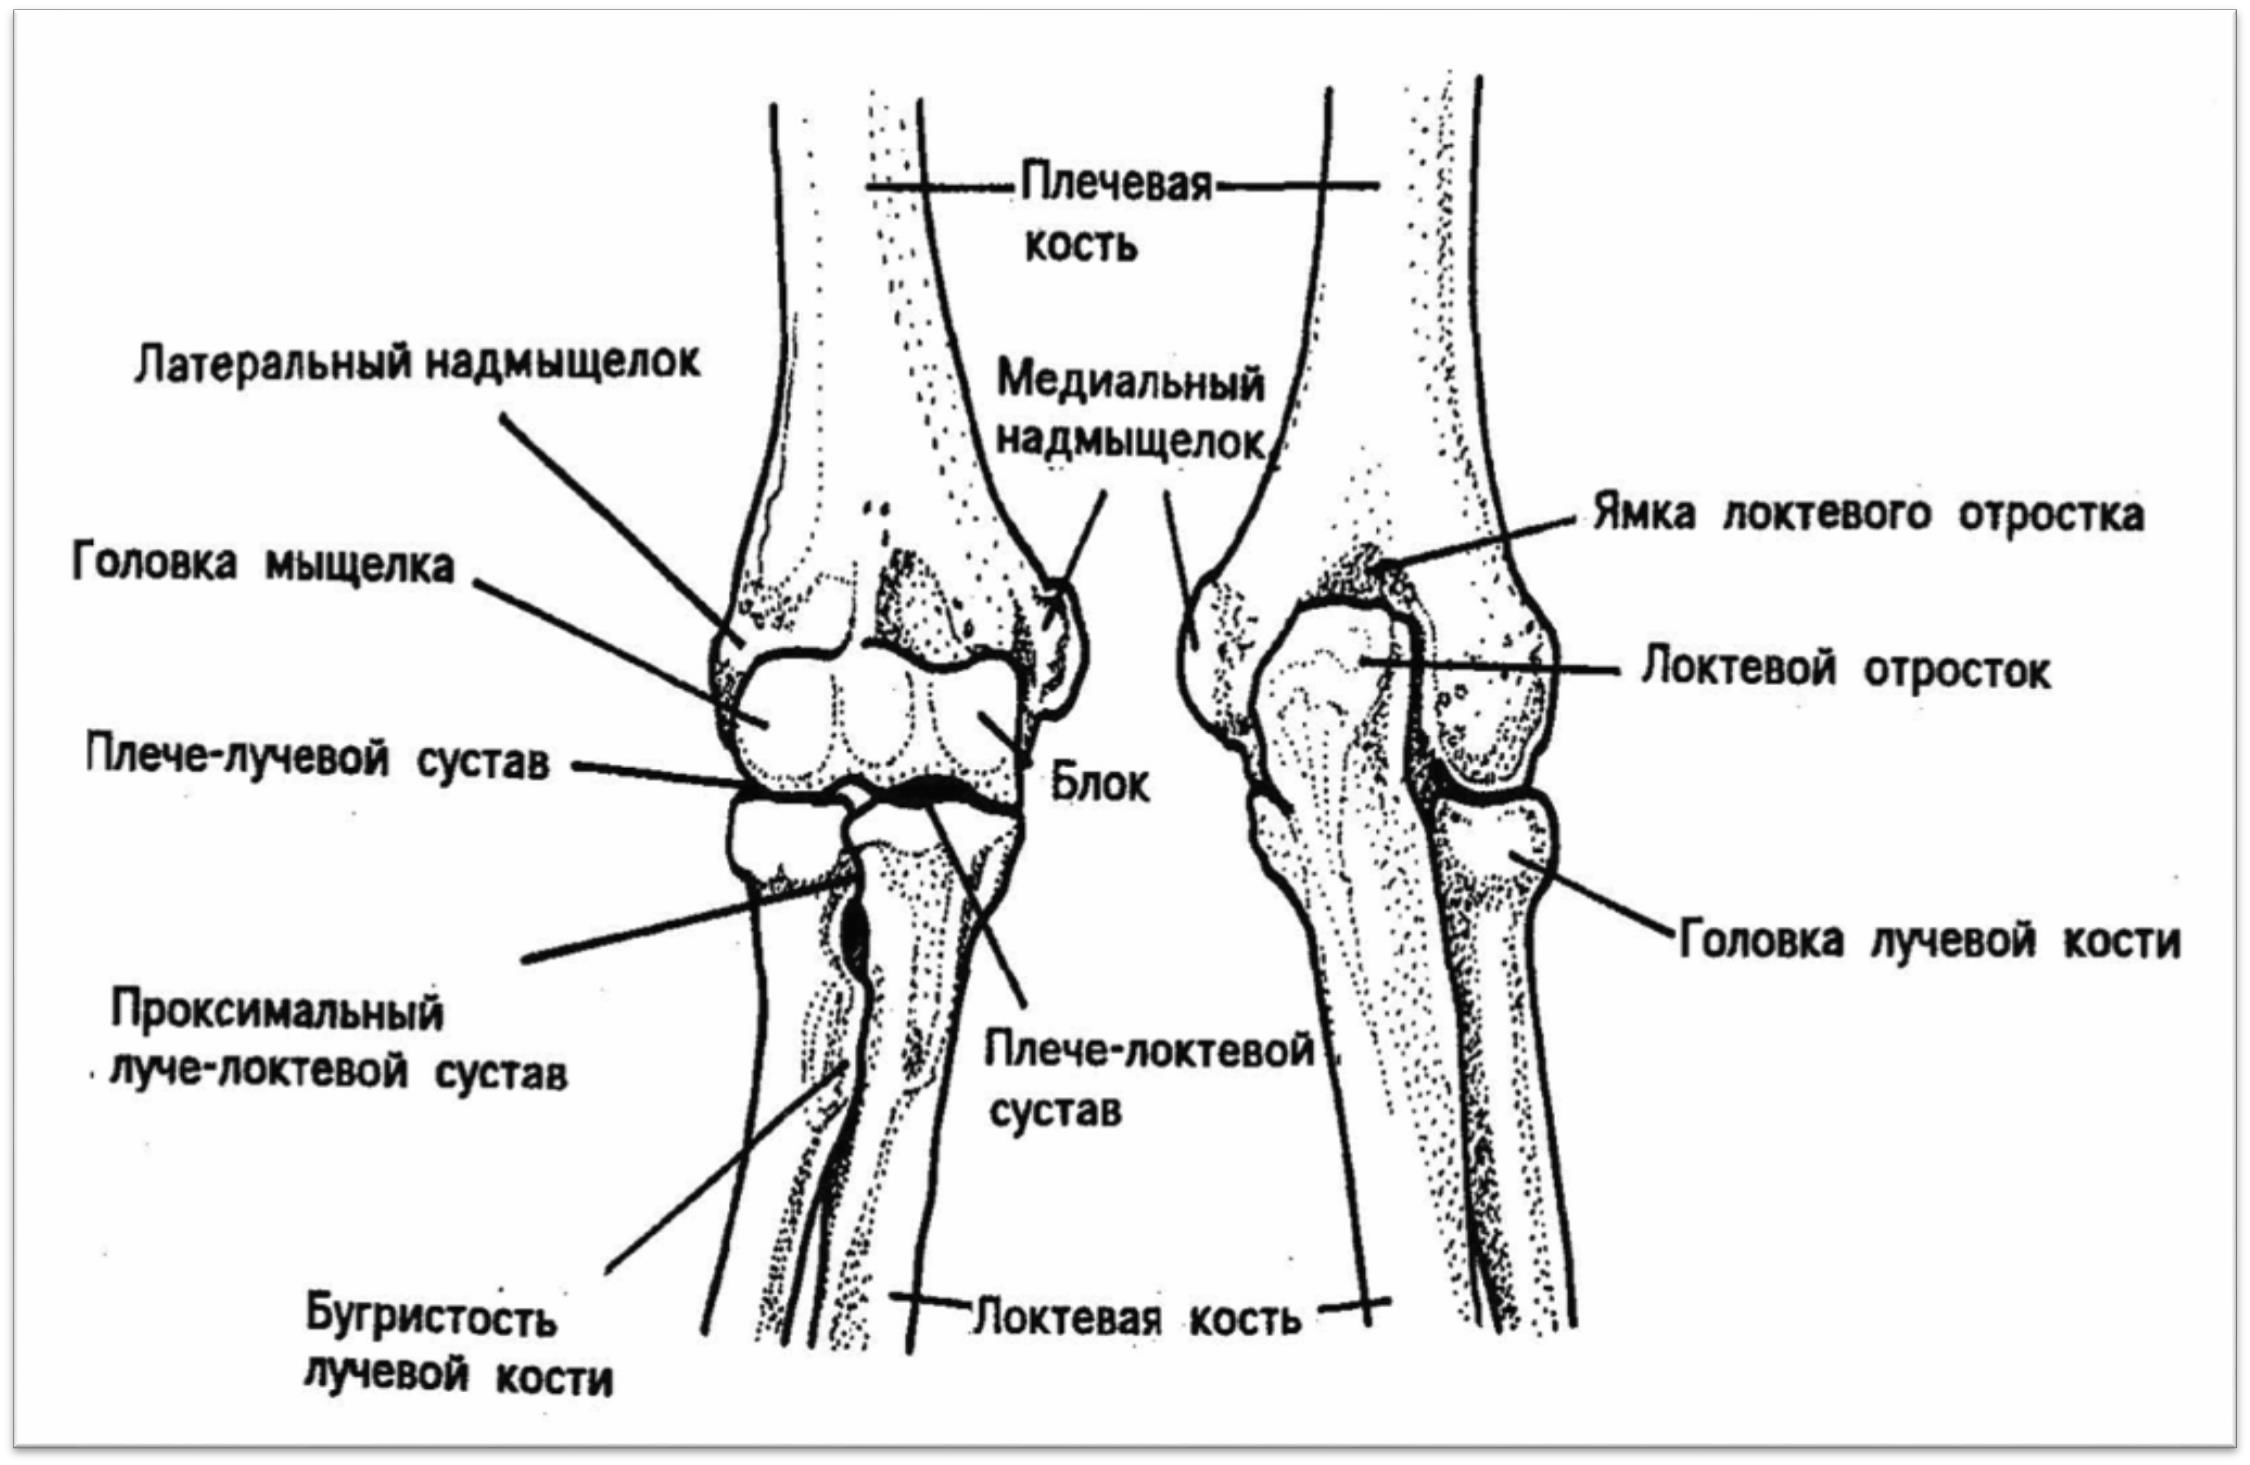 Плечевая
кость
Латеральный надмыщелок
Медиальный
надмыщелок
Ямка локтевого отростка
Головка мыщелка
Локтевой отросток
Плече-лучевой сустав
Блок
Головка лучевой кости
Проксимальный
луче-локтевой сустав
Плече-локтевой
сустав
Бугристость
лучевой кости
Локтевая кость